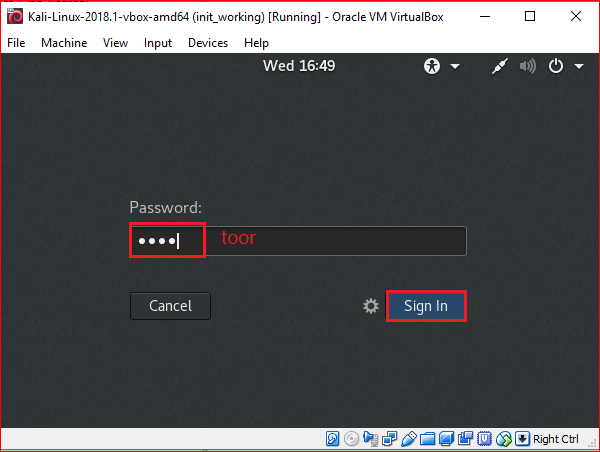 Kali-Linux-2018.1-vbox-amd64 (init_working) [Running] - Oracle VM VirtualBox
File Machine View Input Devices Help
Wed 16:49
Password:
••••
toor
Cancel
Sign In
Right Ctrl